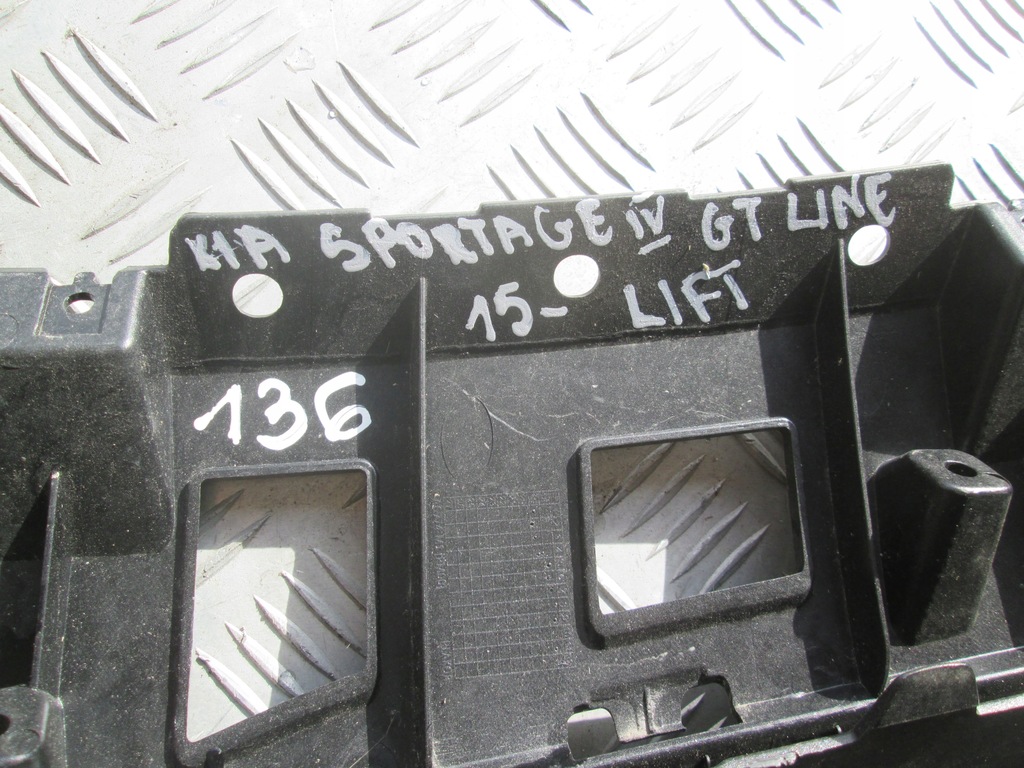 KIA SPORTAGE IV GT LINE
15- LIFT
136